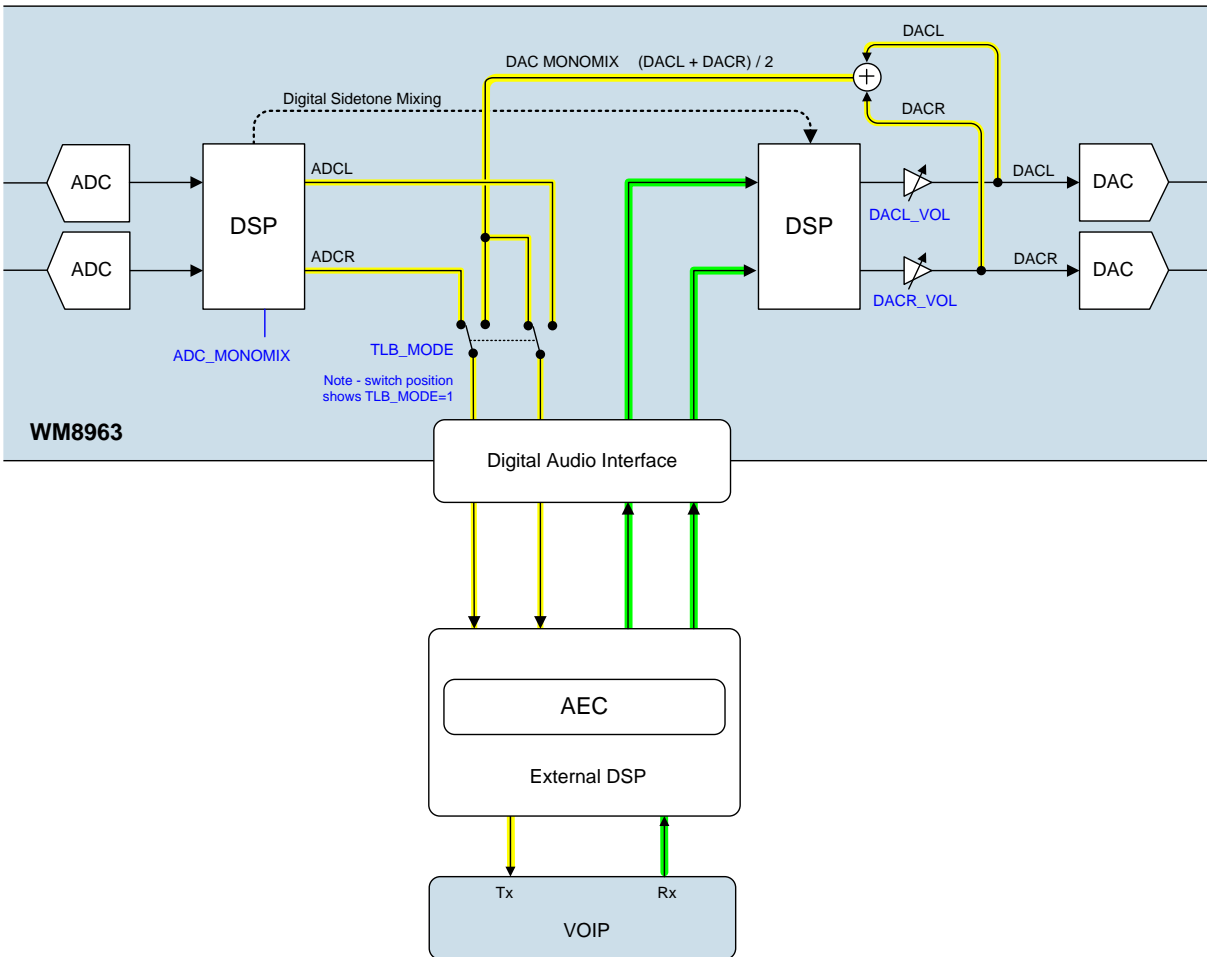 DACL
DAC MONOMIX (DACL + DACR) / 2
+
Digital Sidetone Mixing
DACR
ADC
DSP
ADCL
DSP
DACL
DAC
DACL_VOL
ADC
ADCR
DACR
DAC
DACR_VOL
ADC_MONOMIX
TLB_MODE
Note - switch position
shows TLB_MODE=1
WM8963
Digital Audio Interface
AEC
External DSP
Tx
Rx
VOIP